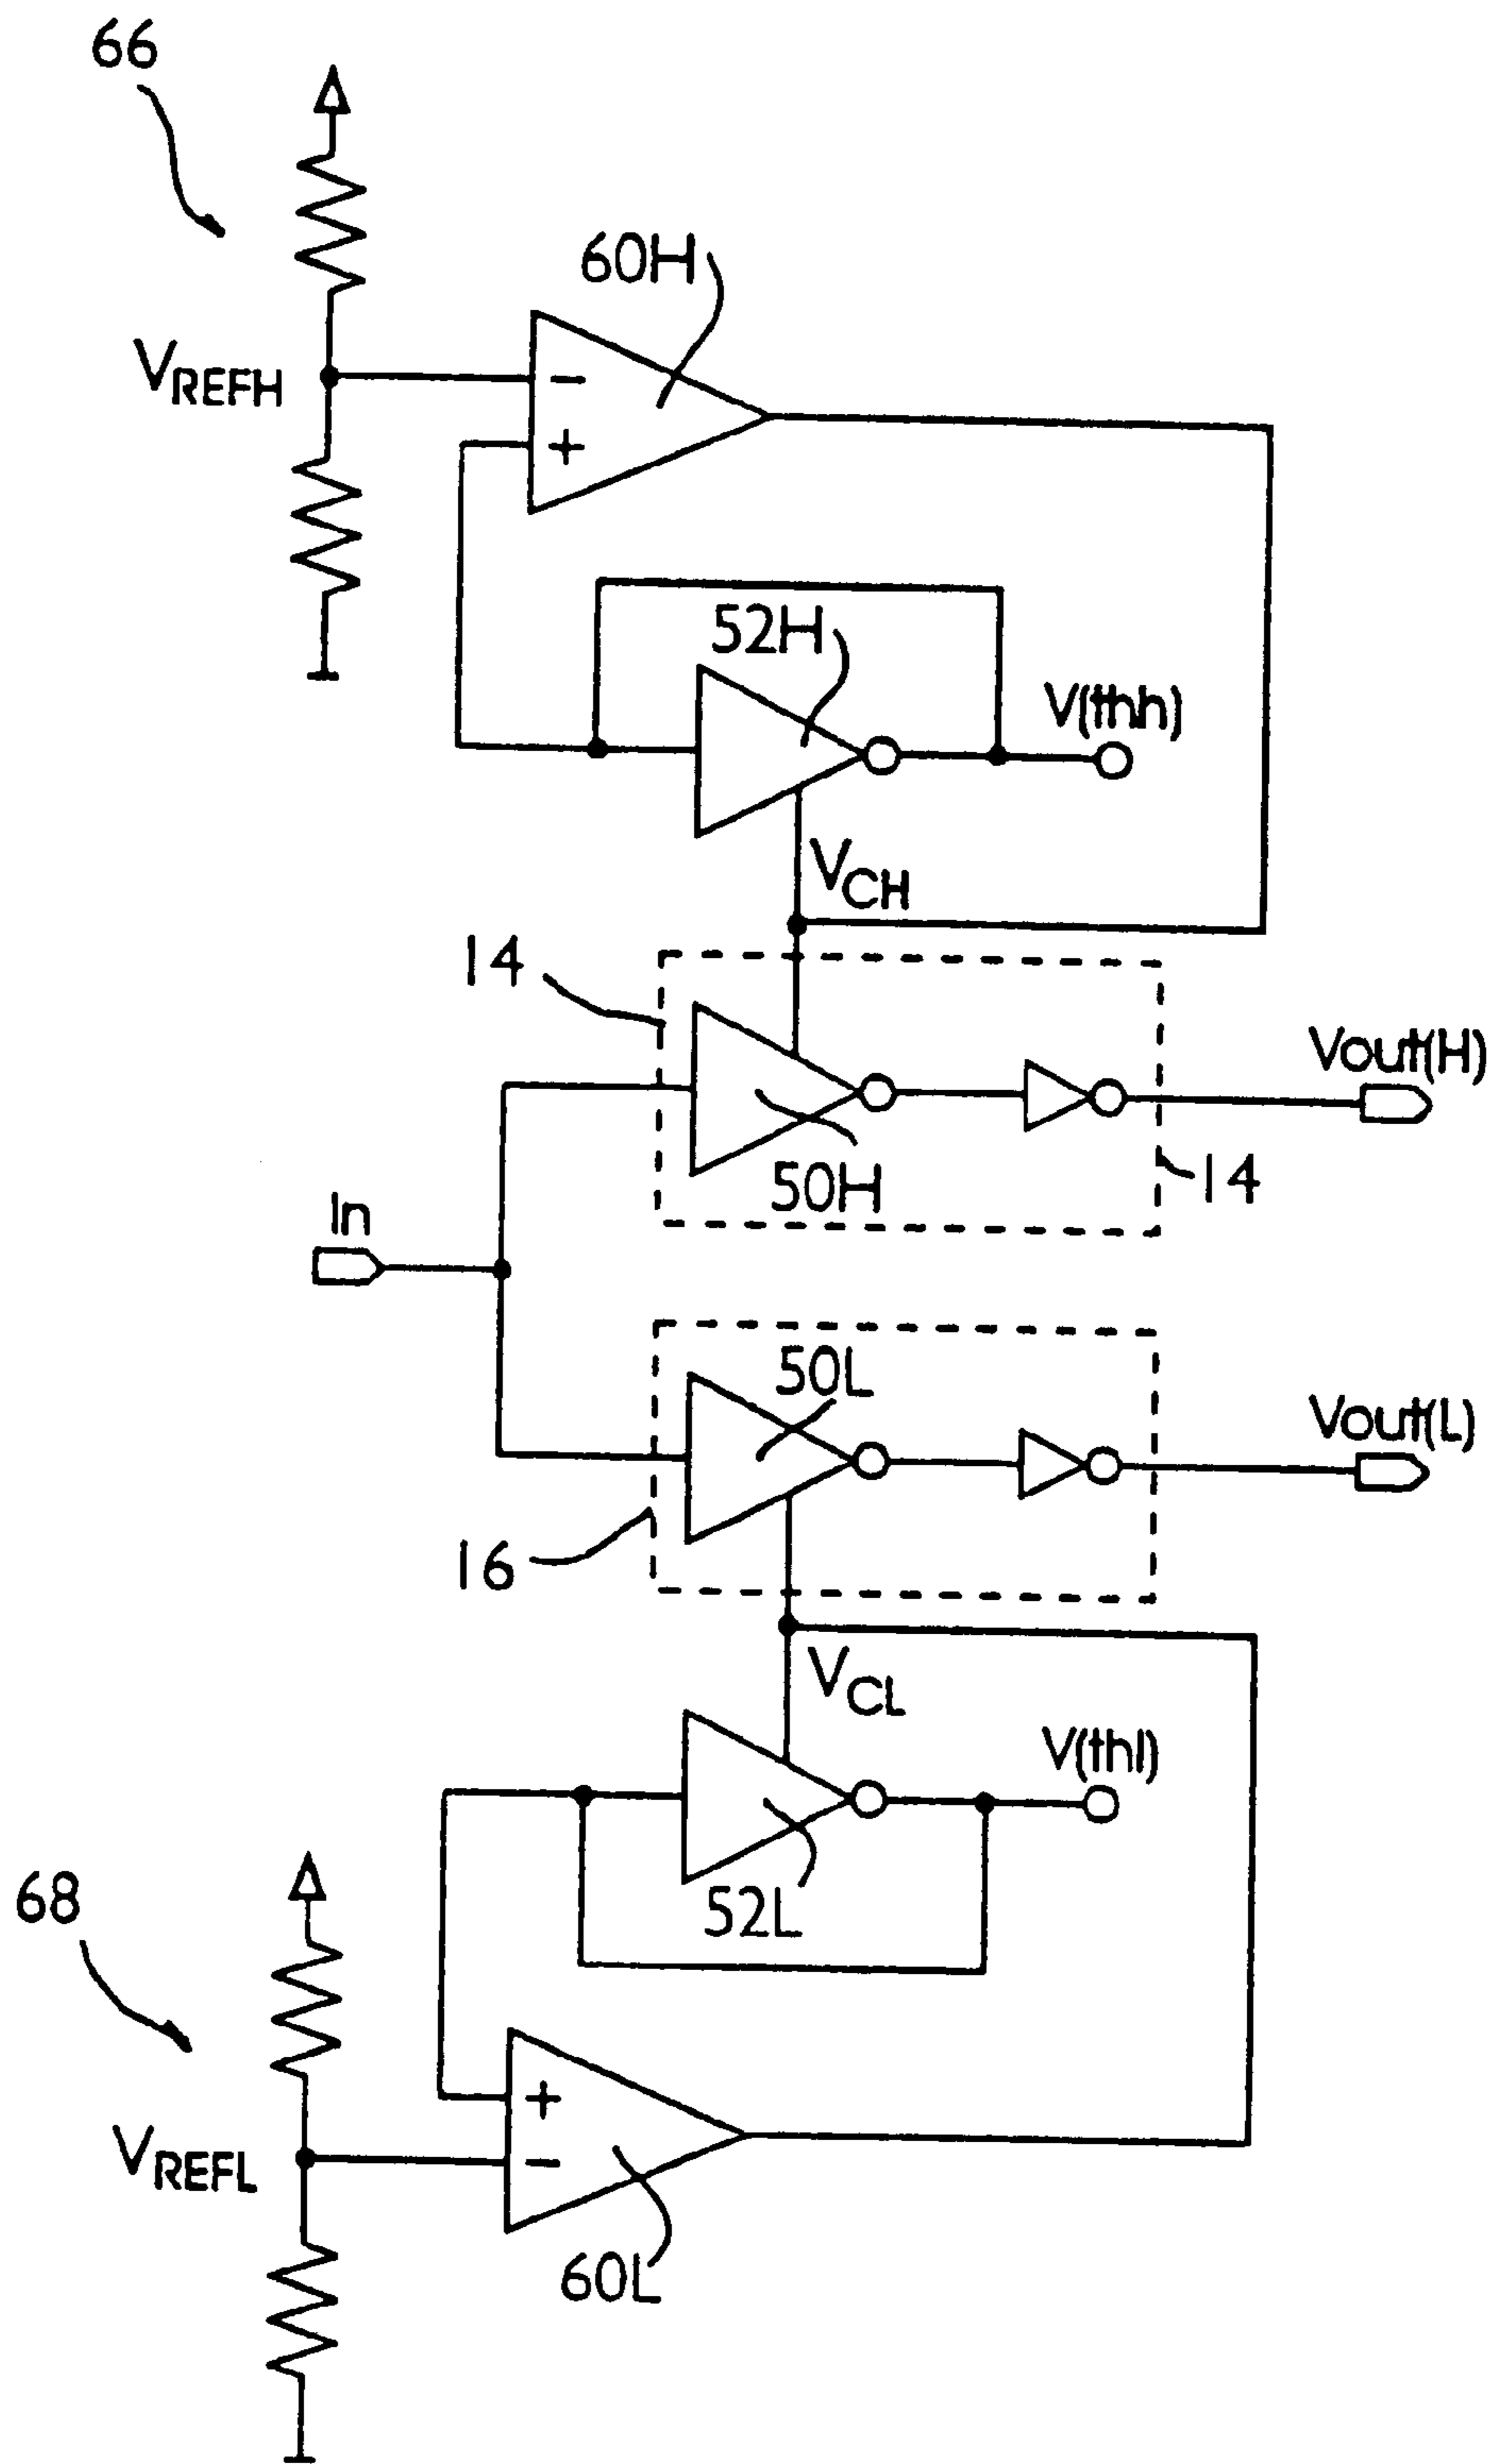 66
60H
VREFH
−
+
52H
V(thh)
VCH
14
Vout(H)
50H
14
In
50L
Vout(L)
16
VCL
V(thl)
68
52L
+
VREFL
−
60L